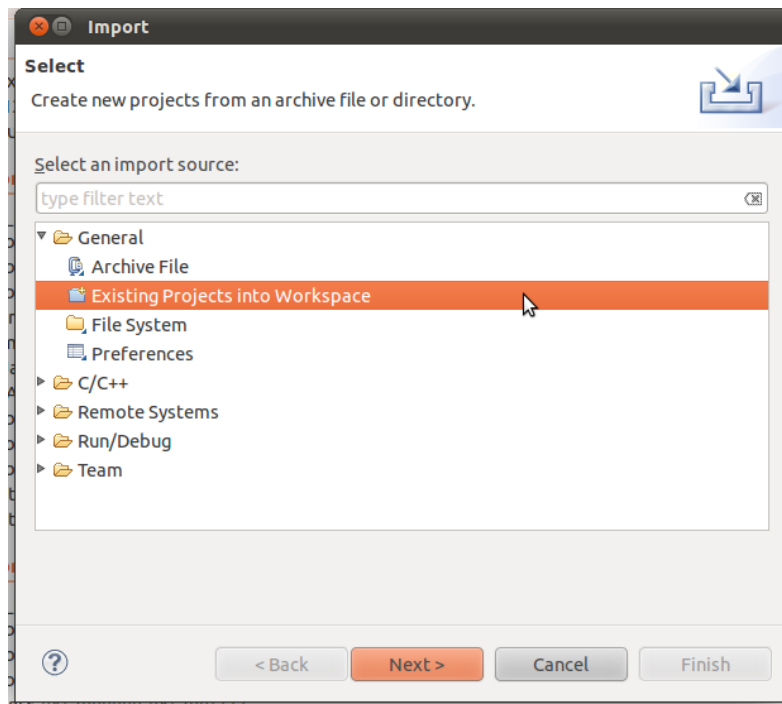 Import
Select
Create new projects from an archive file or directory.
Select an import source:
type filter text
General
Archive File
Existing Projects into Workspace
File System
Preferences
C/C++
Remote Systems
Run/Debug
Team
?
< Back
Next >
Cancel
Finish